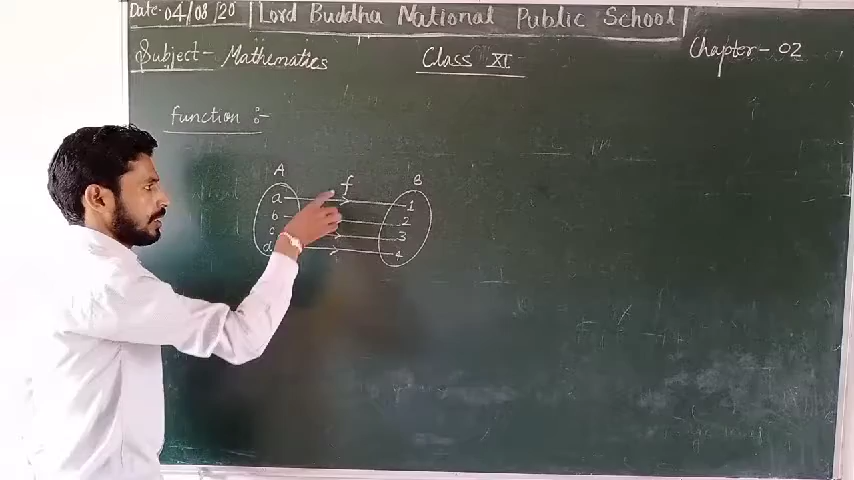 Date:- 04/08/20 Lord Buddha National Public School
Subject:- Mathematics Class XI Chapter-02
function :-
A f B
a 1
b 2
c 3
d 4